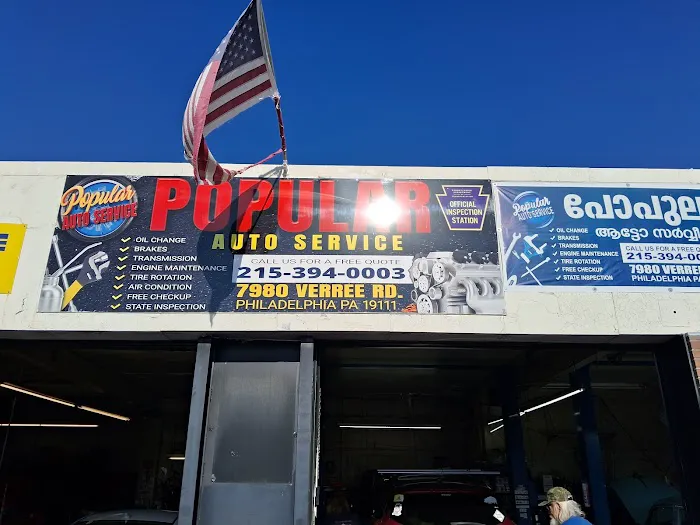 Popular
AUTO SERVICE
POPULAR
AUTO SERVICE
OFFICIAL
INSPECTION
STATION
OIL CHANGE
BRAKES
TRANSMISSION
ENGINE MAINTENANCE
TIRE ROTATION
AIR CONDITION
FREE CHECKUP
STATE INSPECTION
CALL US FOR A FREE QUOTE
215-394-0003
7980 VERREE RD.
PHILADELPHIA PA 19111
Popular
AUTO SERVICE
OIL CHANGE
BRAKES
TRANSMISSION
ENGINE MAINTENANCE
TIRE ROTATION
FREE CHECKUP
STATE INSPECTION
പോപുല
ഓട്ടോ സർവീ
CALL US FOR A FREE Q
215-394
7980 VERRE
PHILADELPHIA PA